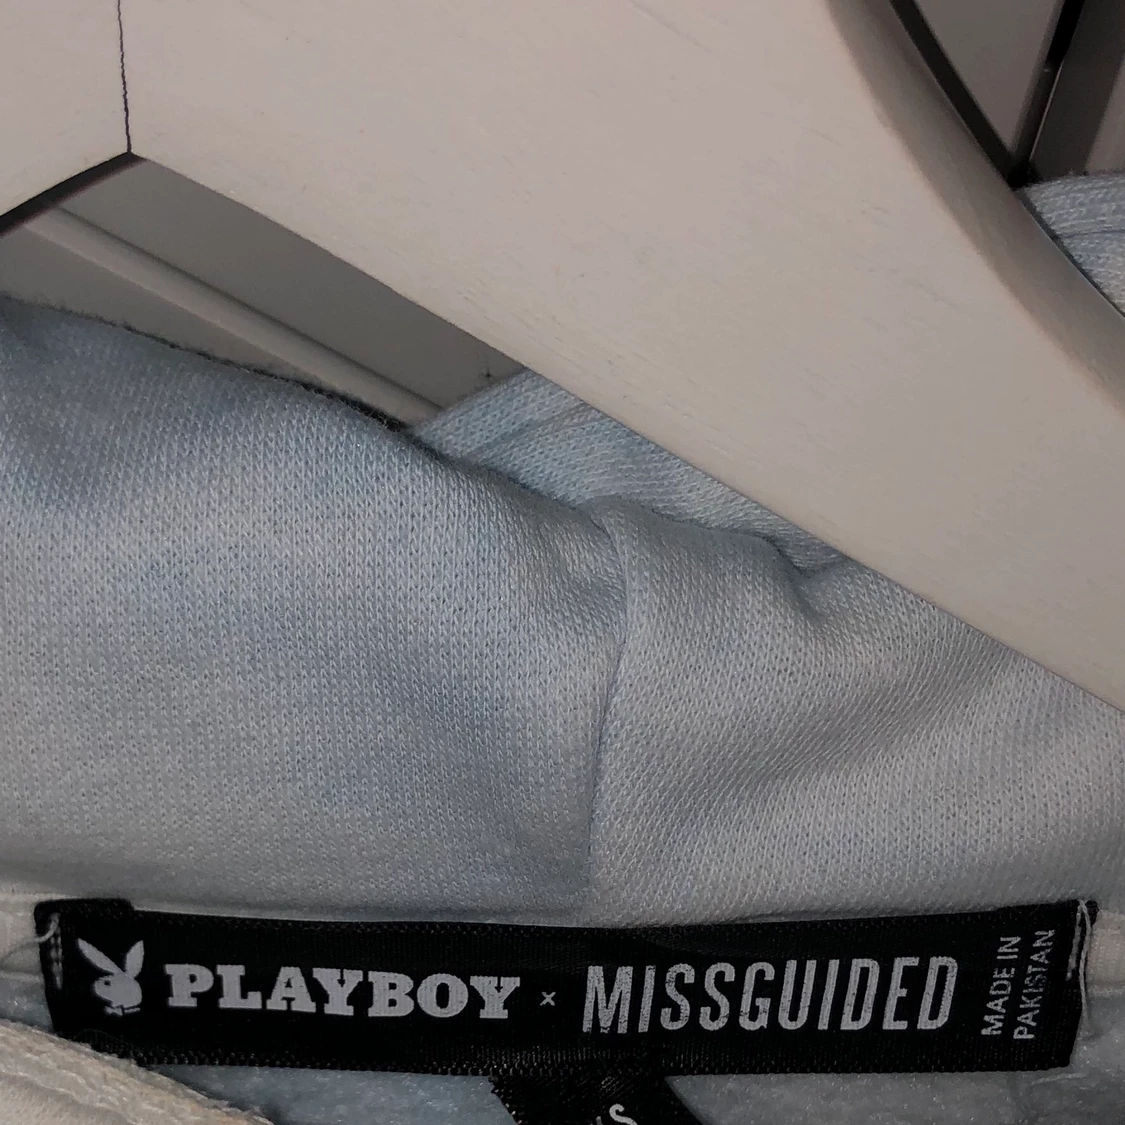 PLAYBOY × MISSGUIDED
MADE IN
PAKISTAN